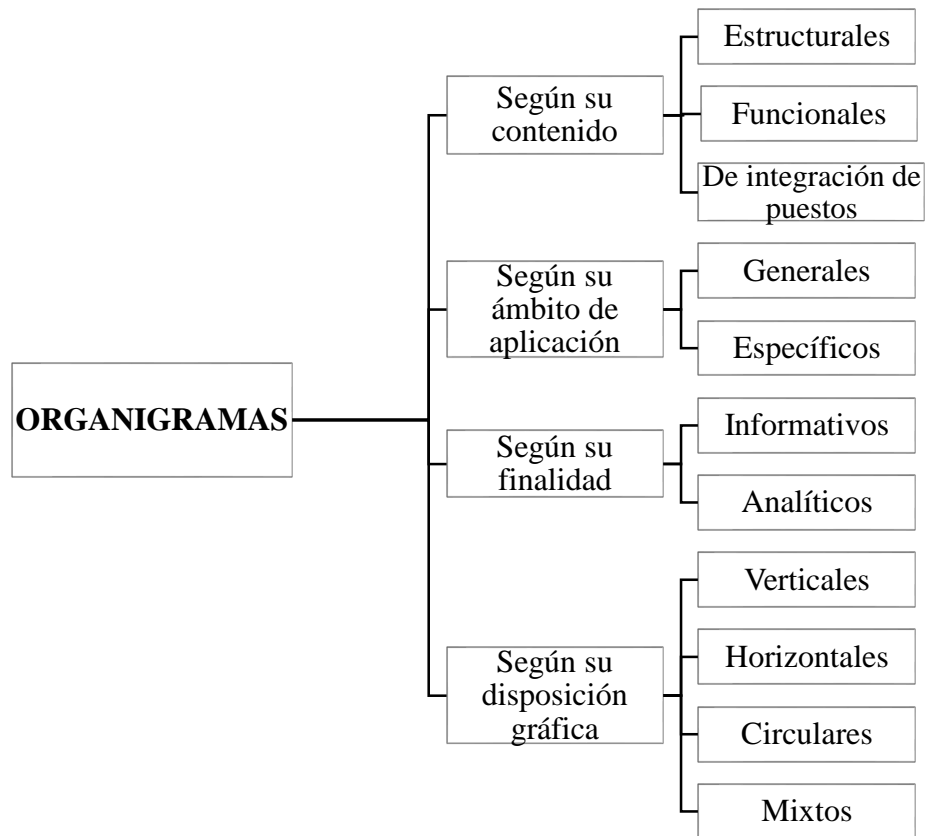 ORGANIGRAMAS
Según su
contenido
Estructurales
Funcionales
De integración de
puestos
Según su
ámbito de
aplicación
Generales
Específicos
Según su
finalidad
Informativos
Analíticos
Según su
disposición
gráfica
Verticales
Horizontales
Circulares
Mixtos